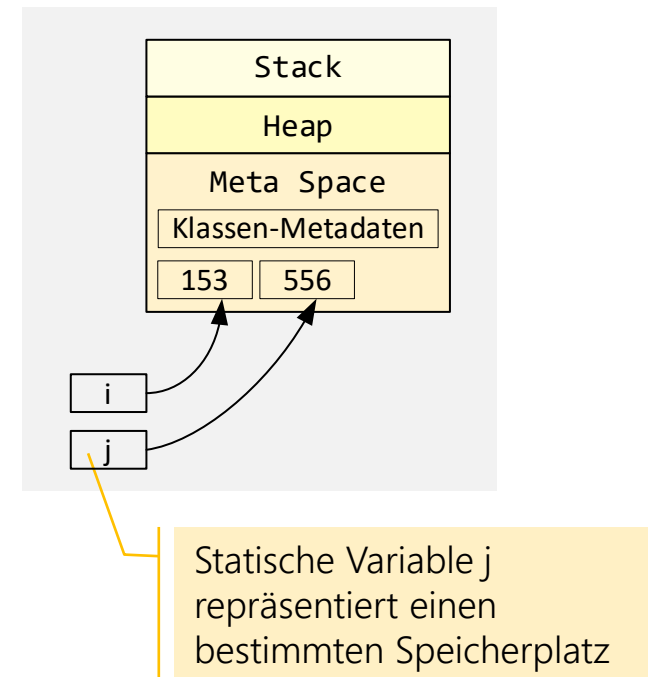 Stack
Heap
Meta Space
Klassen-Metadaten
153 556
i
j
Statische Variable j
repräsentiert einen
bestimmten Speicherplatz